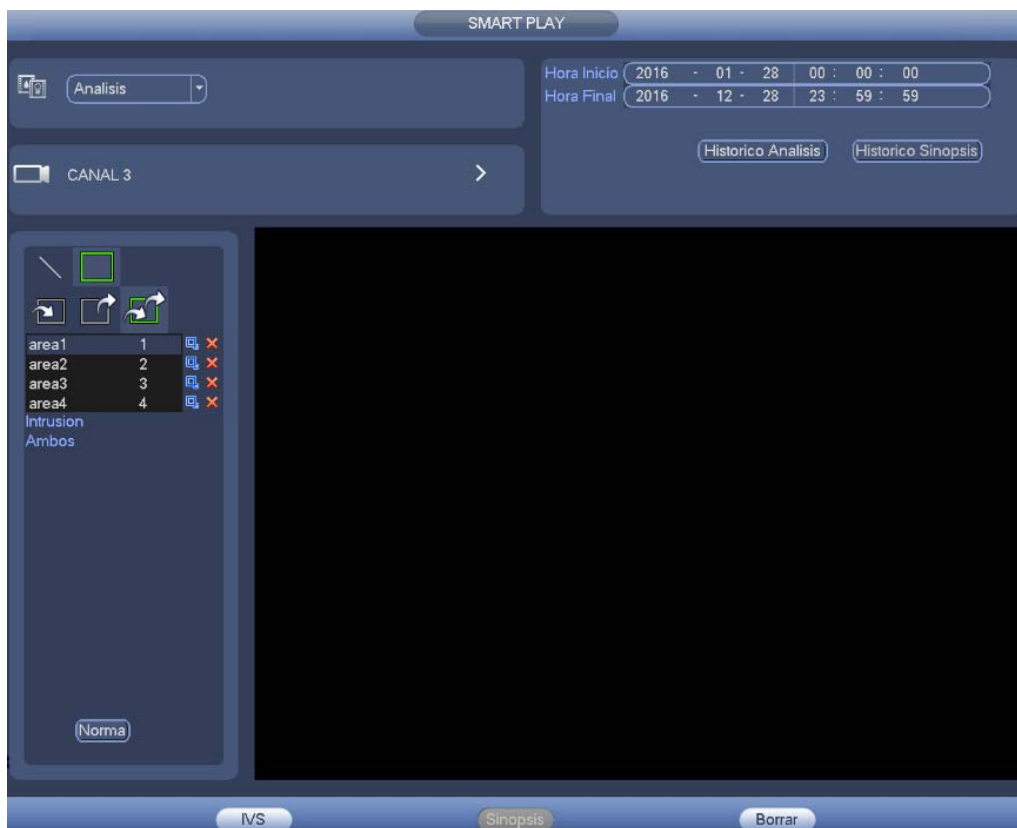 SMART PLAY
Analisis
Hora Inicio 2016 - 01 - 28 00 : 00 : 00
Hora Final 2016 - 12 - 28 23 : 59 : 59
Historico Analisis Historico Sinopsis
CANAL 3
area1 1
area2 2
area3 3
area4 4
Intrusion
Ambos
Norma
IVS Sinopsis Borrar